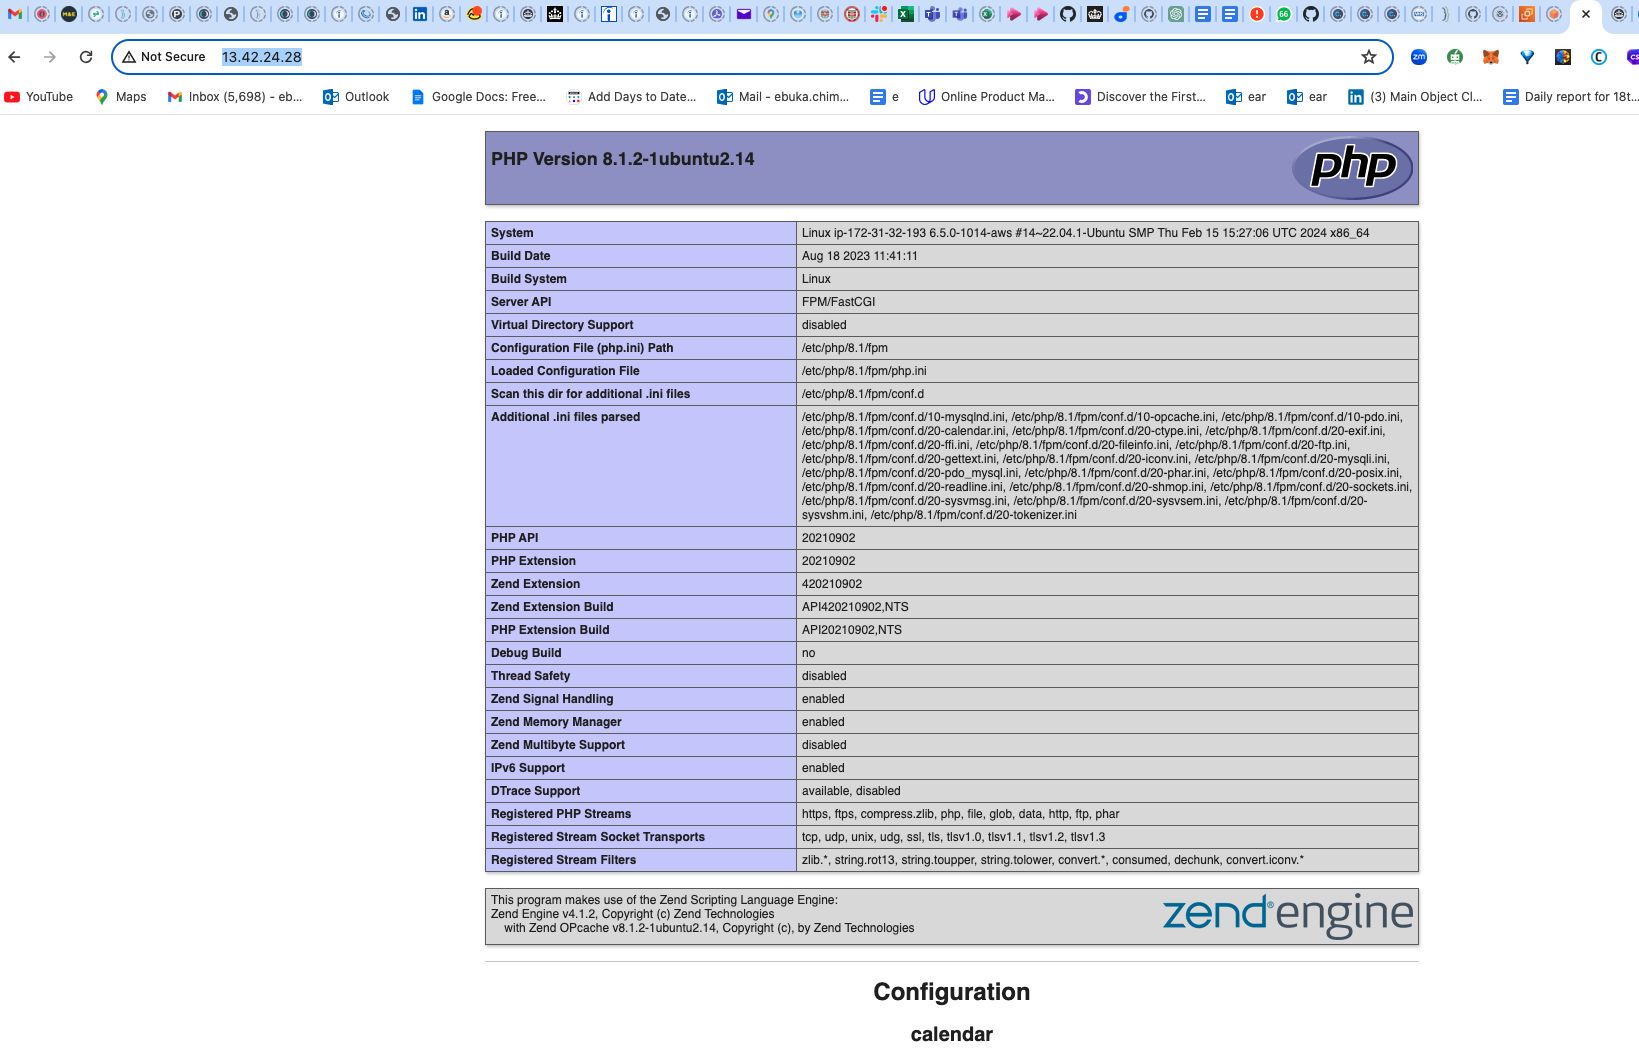 Not Secure 13.42.24.28
YouTube Maps Inbox (5,698) - eb... Outlook Google Docs: Free... Add Days to Date... Mail - ebuka.chim... e Online Product Ma... Discover the First... ear ear (3) Main Object Cl... Daily report for 18t...
PHP Version 8.1.2-1ubuntu2.14
php
System Linux ip-172-31-32-193 6.5.0-1014-aws #14~22.04.1-Ubuntu SMP Thu Feb 15 15:27:06 UTC 2024 x86_64
Build Date Aug 18 2023 11:41:11
Build System Linux
Server API FPM/FastCGI
Virtual Directory Support disabled
Configuration File (php.ini) Path /etc/php/8.1/fpm
Loaded Configuration File /etc/php/8.1/fpm/php.ini
Scan this dir for additional .ini files /etc/php/8.1/fpm/conf.d
Additional .ini files parsed /etc/php/8.1/fpm/conf.d/10-mysqlnd.ini, /etc/php/8.1/fpm/conf.d/10-opcache.ini, /etc/php/8.1/fpm/conf.d/10-pdo.ini,
/etc/php/8.1/fpm/conf.d/20-calendar.ini, /etc/php/8.1/fpm/conf.d/20-ctype.ini, /etc/php/8.1/fpm/conf.d/20-exif.ini,
/etc/php/8.1/fpm/conf.d/20-ffi.ini, /etc/php/8.1/fpm/conf.d/20-fileinfo.ini, /etc/php/8.1/fpm/conf.d/20-ftp.ini,
/etc/php/8.1/fpm/conf.d/20-gettext.ini, /etc/php/8.1/fpm/conf.d/20-iconv.ini, /etc/php/8.1/fpm/conf.d/20-mysqli.ini,
/etc/php/8.1/fpm/conf.d/20-pdo_mysql.ini, /etc/php/8.1/fpm/conf.d/20-phar.ini, /etc/php/8.1/fpm/conf.d/20-posix.ini,
/etc/php/8.1/fpm/conf.d/20-readline.ini, /etc/php/8.1/fpm/conf.d/20-shmop.ini, /etc/php/8.1/fpm/conf.d/20-sockets.ini,
/etc/php/8.1/fpm/conf.d/20-sysvmsg.ini, /etc/php/8.1/fpm/conf.d/20-sysvsem.ini, /etc/php/8.1/fpm/conf.d/20-
sysvshm.ini, /etc/php/8.1/fpm/conf.d/20-tokenizer.ini
PHP API 20210902
PHP Extension 20210902
Zend Extension 420210902
Zend Extension Build API420210902,NTS
PHP Extension Build API20210902,NTS
Debug Build no
Thread Safety disabled
Zend Signal Handling enabled
Zend Memory Manager enabled
Zend Multibyte Support disabled
IPv6 Support enabled
DTrace Support available, disabled
Registered PHP Streams https, ftps, compress.zlib, php, file, glob, data, http, ftp, phar
Registered Stream Socket Transports tcp, udp, unix, udg, ssl, tls, tlsv1.0, tlsv1.1, tlsv1.2, tlsv1.3
Registered Stream Filters zlib.*, string.rot13, string.toupper, string.tolower, convert.*, consumed, dechunk, convert.iconv.*
This program makes use of the Zend Scripting Language Engine:
Zend Engine v4.1.2, Copyright (c) Zend Technologies
with Zend OPcache v8.1.2-1ubuntu2.14, Copyright (c), by Zend Technologies
zend®engine
Configuration
calendar